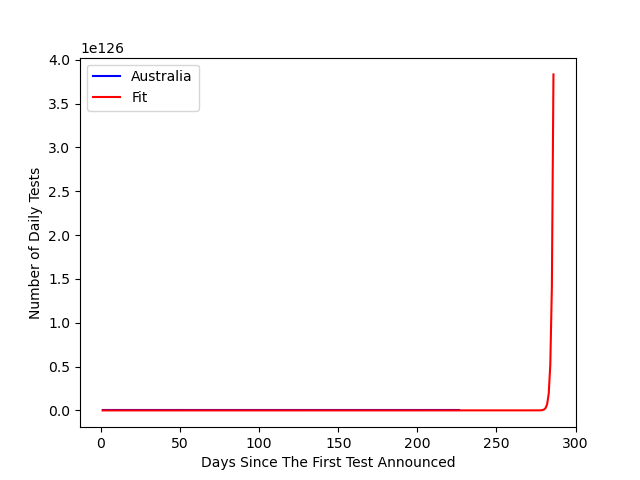 1e126
4.0
3.5
3.0
2.5
2.0
1.5
1.0
0.5
0.0
Australia
Fit
Number of Daily Tests
0 50 100 150 200 250 300
Days Since The First Test Announced